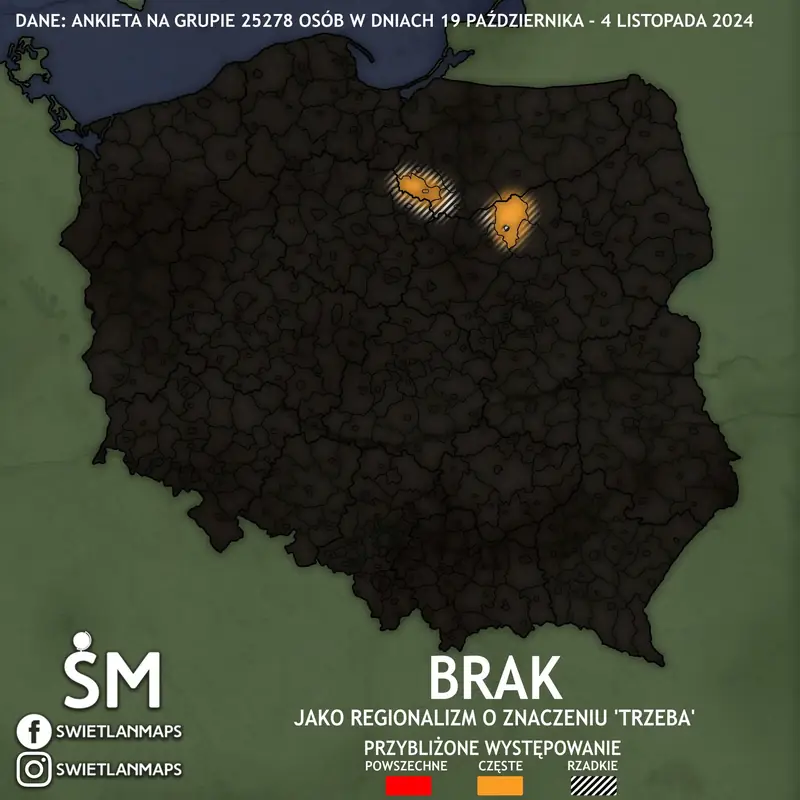 DANE: ANKIETA NA GRUPIE 25278 OSÓB W DNIACH 19 PAŹDZIERNIKA - 4 LISTOPADA 2024
ŚM
SWIETLANMAPS
SWIETLANMAPS
BRAK
JAKO REGIONALIZM O ZNACZENIU 'TRZEBA'
PRZYBLIŻONE WYSTĘPOWANIE
POWSZECHNE CZĘSTE RZADKIE